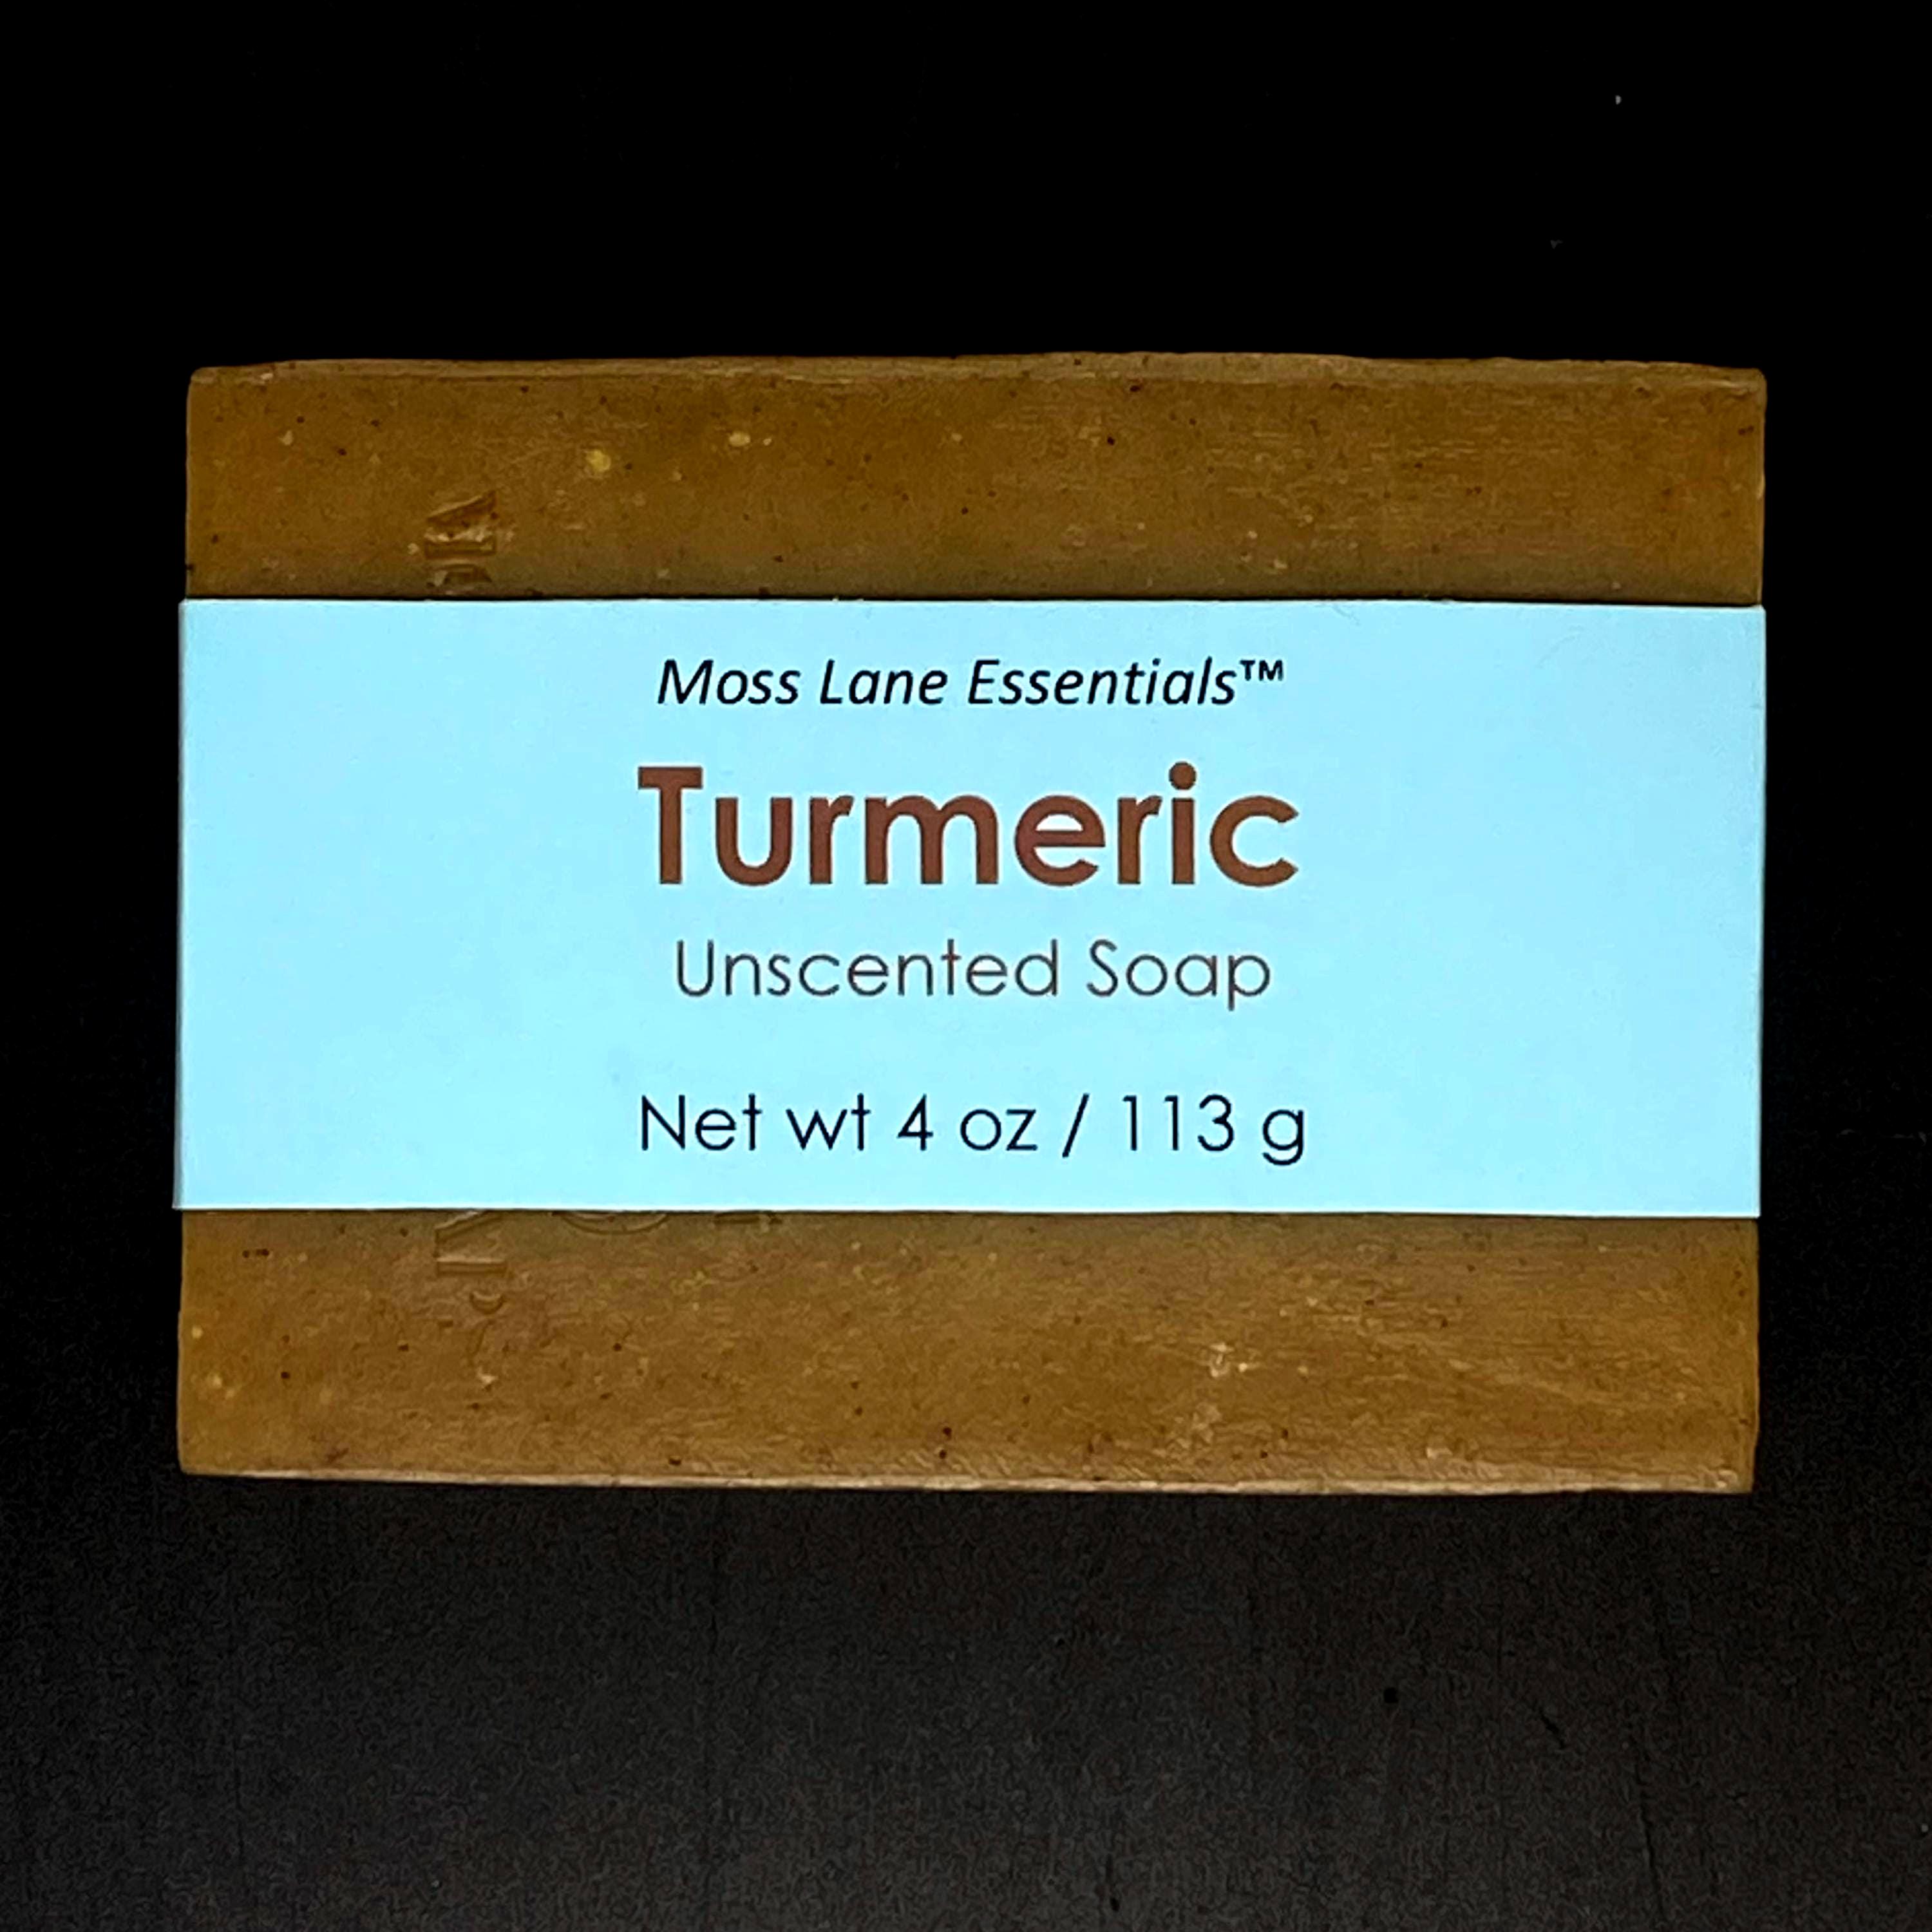 Moss Lane Essentials™
Turmeric
Unscented Soap
Net wt 4 oz / 113 g